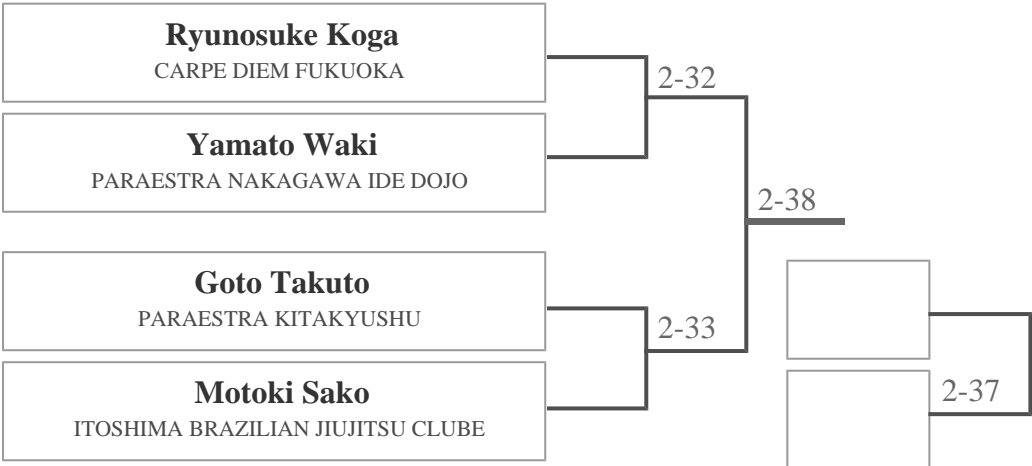 Ryunosuke Koga
CARPE DIEM FUKUOKA
2-32
Yamato Waki
PARAESTRA NAKAGAWA IDE DOJO
2-38
Goto Takuto
PARAESTRA KITAKYUSHU
2-33
Motoki Sako
ITOSHIMA BRAZILIAN JIUJITSU CLUBE
2-37